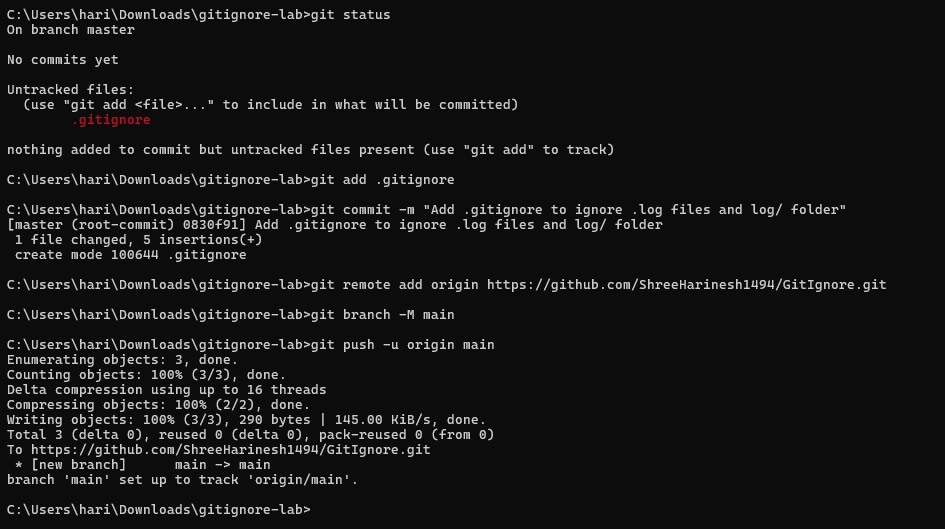 C:\Users\hari\Downloads\gitignore-lab>git status
On branch master
No commits yet
Untracked files:
  (use "git add <file>..." to include in what will be committed)
        .gitignore
nothing added to commit but untracked files present (use "git add" to track)
C:\Users\hari\Downloads\gitignore-lab>git add .gitignore
C:\Users\hari\Downloads\gitignore-lab>git commit -m "Add .gitignore to ignore .log files and log/ folder"
[master (root-commit) 0830f91] Add .gitignore to ignore .log files and log/ folder
 1 file changed, 5 insertions(+)
 create mode 100644 .gitignore
C:\Users\hari\Downloads\gitignore-lab>git remote add origin https://github.com/ShreeHarinesh1494/GitIgnore.git
C:\Users\hari\Downloads\gitignore-lab>git branch -M main
C:\Users\hari\Downloads\gitignore-lab>git push -u origin main
Enumerating objects: 3, done.
Counting objects: 100% (3/3), done.
Delta compression using up to 16 threads
Compressing objects: 100% (2/2), done.
Writing objects: 100% (3/3), 290 bytes | 145.00 KiB/s, done.
Total 3 (delta 0), reused 0 (delta 0), pack-reused 0 (from 0)
To https://github.com/ShreeHarinesh1494/GitIgnore.git
 * [new branch]      main -> main
branch 'main' set up to track 'origin/main'.
C:\Users\hari\Downloads\gitignore-lab>